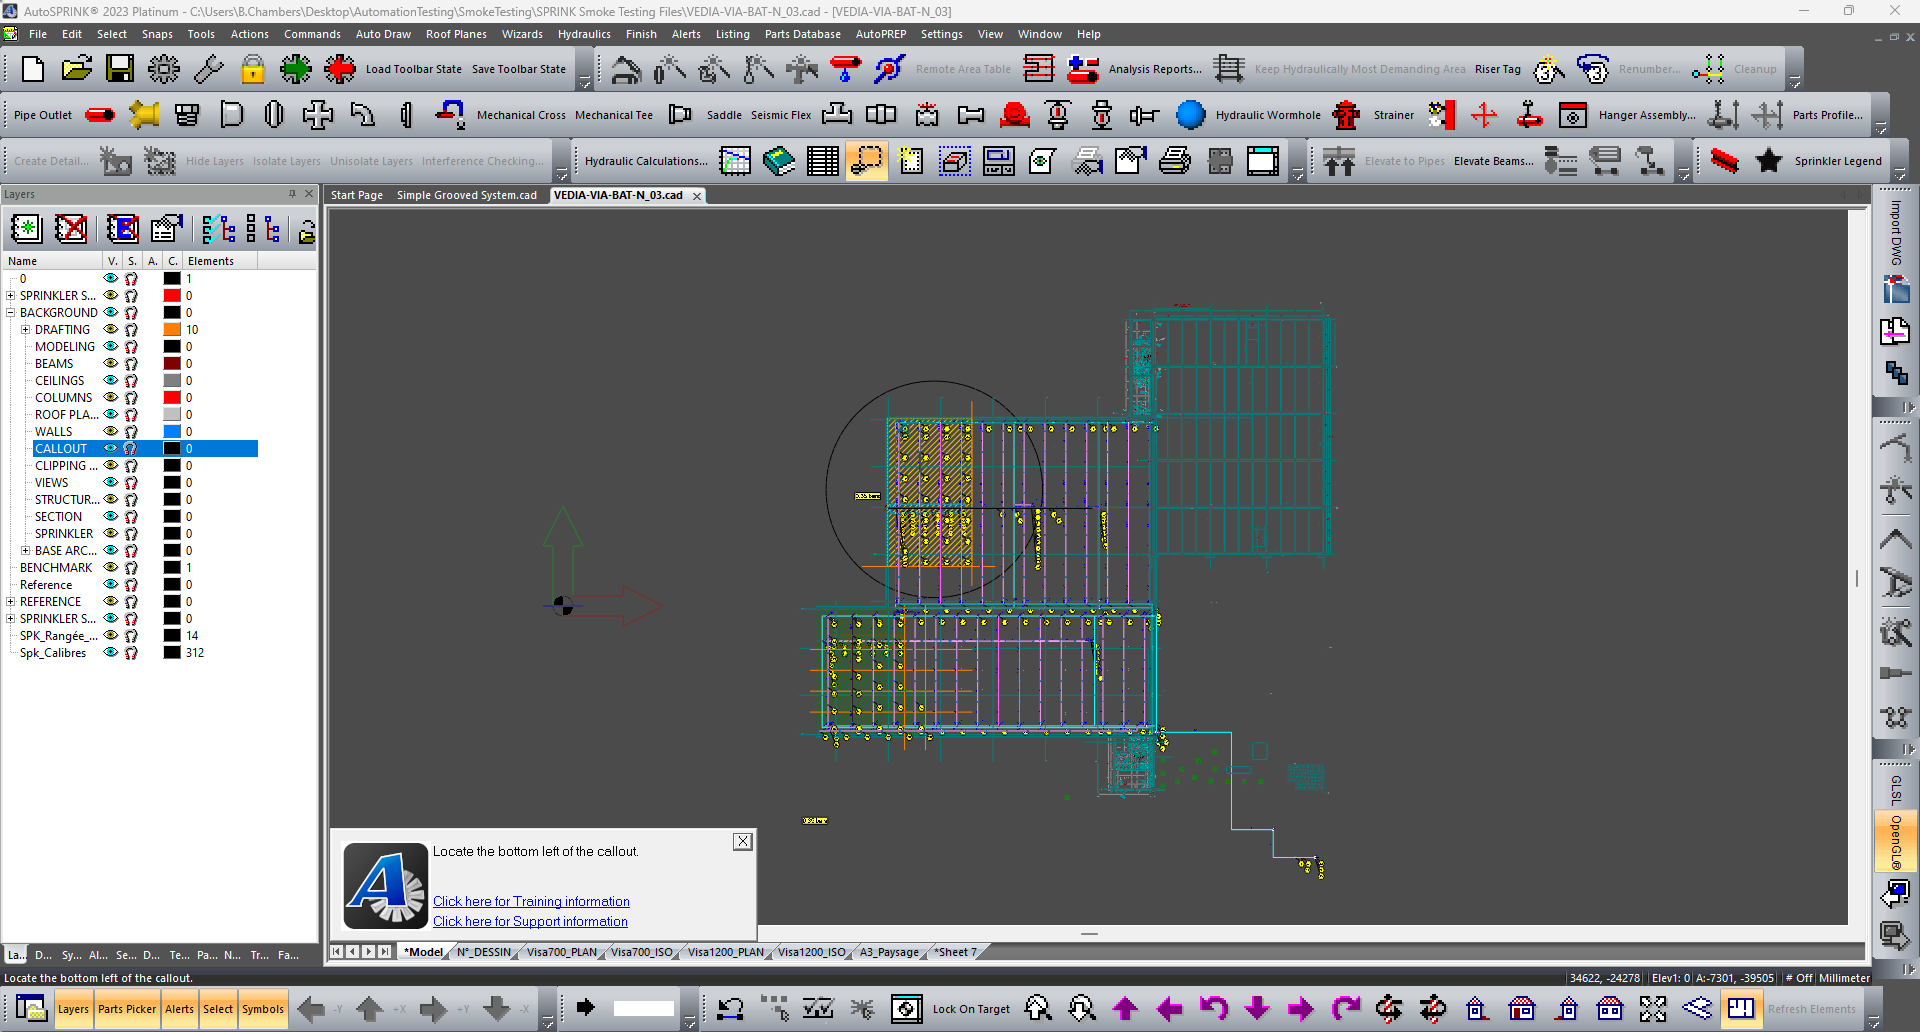 AutoSPRINK® 2023 Platinum - C:\Users\B.Chambers\Desktop\AutomationTesting\SmokeTesting\SPRINK Smoke Testing Files\VEDIA-VIA-BAT-N_03.cad - [VEDIA-VIA-BAT-N_03]
File Edit Select Snaps Tools Actions Commands Auto Draw Roof Planes Wizards Hydraulics Finish Alerts Listing Parts Database AutoPREP Settings View Window Help
Load Toolbar State Save Toolbar State Remote Area Table Analysis Reports... Keep Hydraulically Most Demanding Area Riser Tag Renumber... Cleanup
Pipe Outlet Mechanical Cross Mechanical Tee Saddle Seismic Flex Hydraulic Wormhole Strainer Hanger Assembly... Parts Profile...
Create Detail... Hide Layers Isolate Layers Unisolate Layers Interference Checking... Hydraulic Calculations... Elevate to Pipes Elevate Beams... Sprinkler Legend
Layers
Start Page Simple Grooved System.cad VEDIA-VIA-BAT-N_03.cad
Name V. S. A. C. Elements
0 1
SPRINKLER S... 0
BACKGROUND 0
DRAFTING 10
MODELING 0
BEAMS 0
CEILINGS 0
COLUMNS 0
ROOF PLA... 0
WALLS 0
CALLOUT 0
CLIPPING ... 0
VIEWS 0
STRUCTUR... 0
SECTION 0
SPRINKLER 0
BASE ARC... 0
BENCHMARK 1
Reference 0
REFERENCE 0
SPRINKLER S... 0
SPK_Rangée_... 14
Spk_Calibres 312
Import DWG
GLSL
OpenGL®
Locate the bottom left of the callout.
Click here for Training information
Click here for Support information
La... D... Sy... Al... Se... D... Te... Pa... N... Tr... Fa...
*Model N°_DESSIN Visa700_PLAN Visa700_ISO Visa1200_PLAN Visa1200_ISO A3_Paysage *Sheet 7
Locate the bottom left of the callout. 34622, -24278 Elev1: 0 A:-7301, -39505 # Off Millimeter
Layers Parts Picker Alerts Select Symbols -Y +X +Y -X Lock On Target Refresh Elements